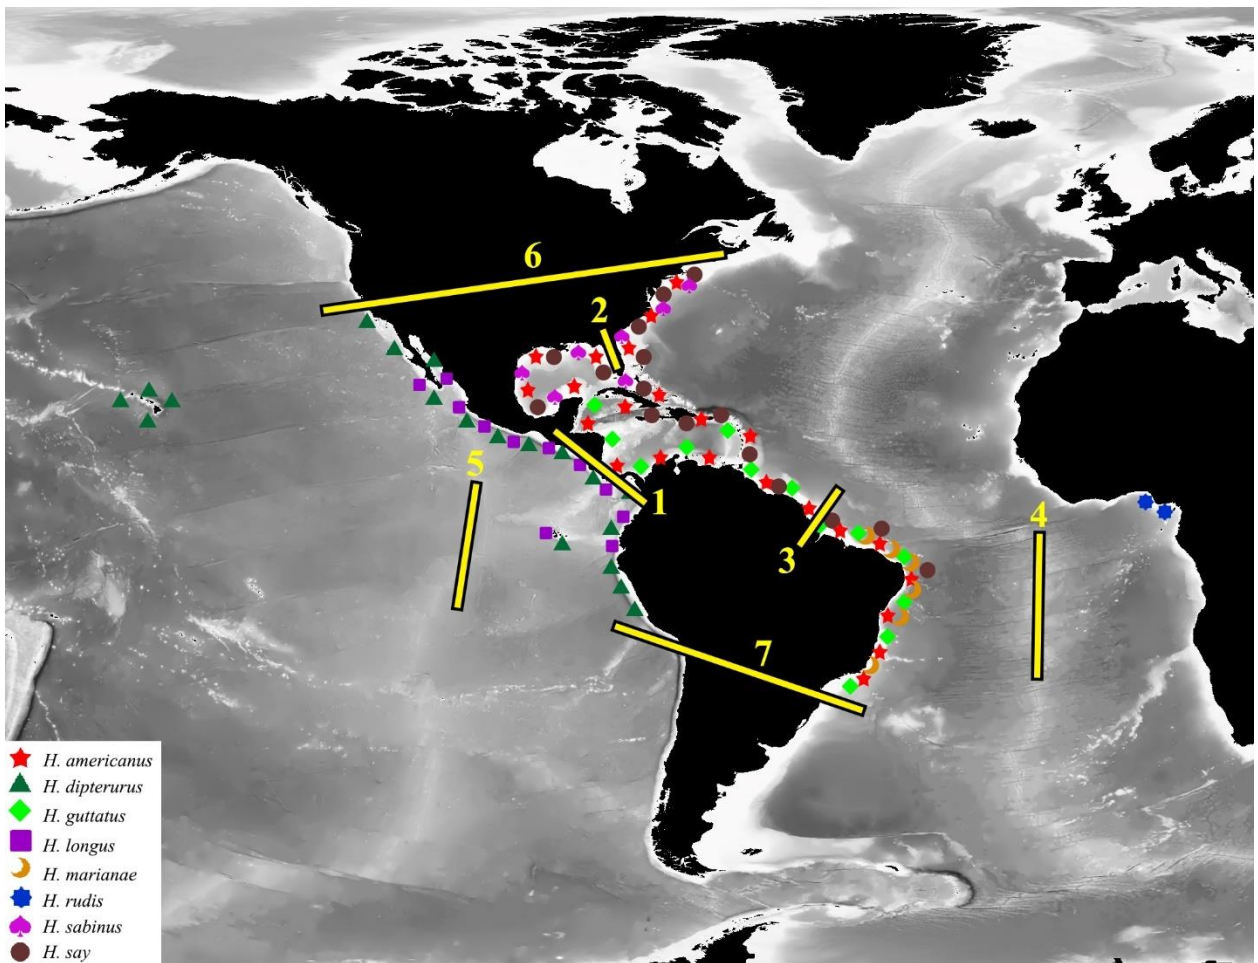 6
2
5
1
4
3
7
H. americanus
H. dipterurus
H. guttatus
H. longus
H. marianae
H. rudis
H. sabinus
H. say